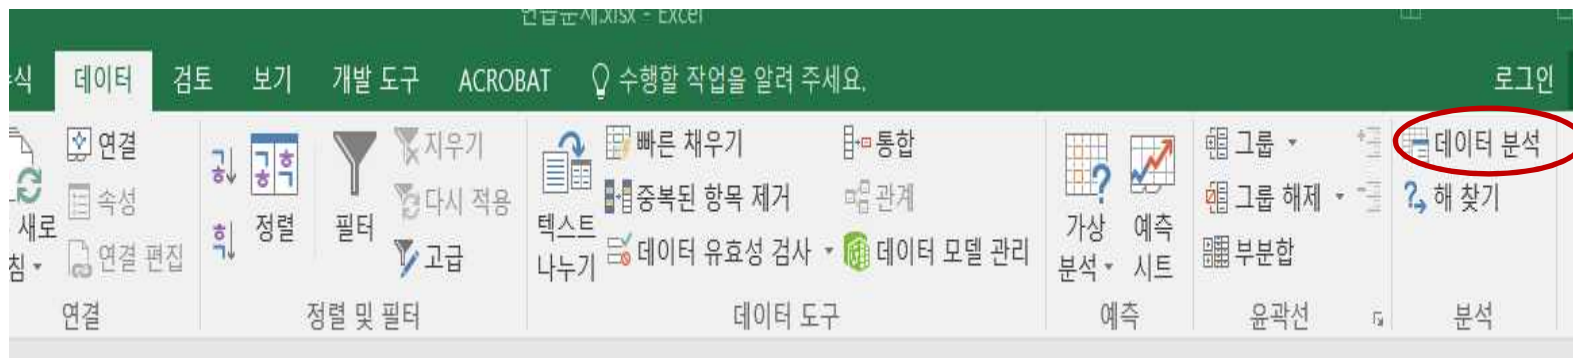 연습문제.xlsx - Excel
데이터 검토 보기 개발 도구 ACROBAT 수행할 작업을 알려 주세요. 로그인
연결
속성
연결 편집
새로
정렬
필터
지우기
다시 적용
고급
텍스트
나누기
빠른 채우기
중복된 항목 제거
데이터 유효성 검사
통합
관계
데이터 모델 관리
가상
분석
예측
시트
그룹
그룹 해제
부분합
데이터 분석
해 찾기
연결 정렬 및 필터 데이터 도구 예측 윤곽선 분석